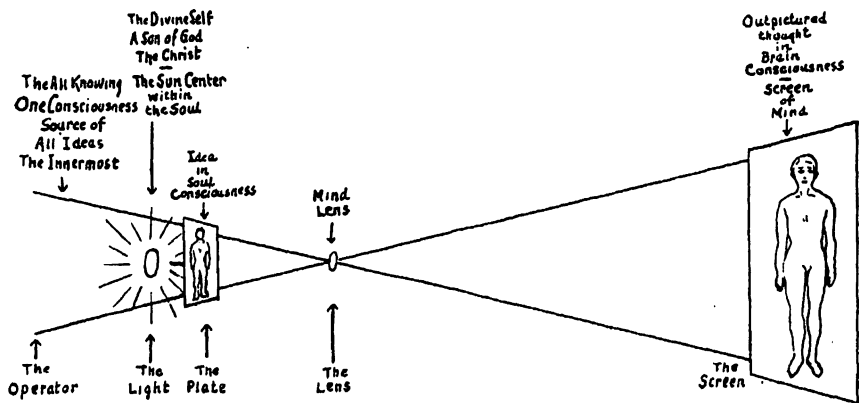 The Divine Self
A Son of God
The Christ
The Sun Center
within
the Soul
The All Knowing
One Consciousness
Source of
All Ideas
The Innermost
Idea
in
Soul
Consciousness
Mind
Lens
Outpictured
thought
in
Brain
Consciousness
Screen
of
Mind
The
Operator
The
Light
The
Plate
The
Lens
The
Screen